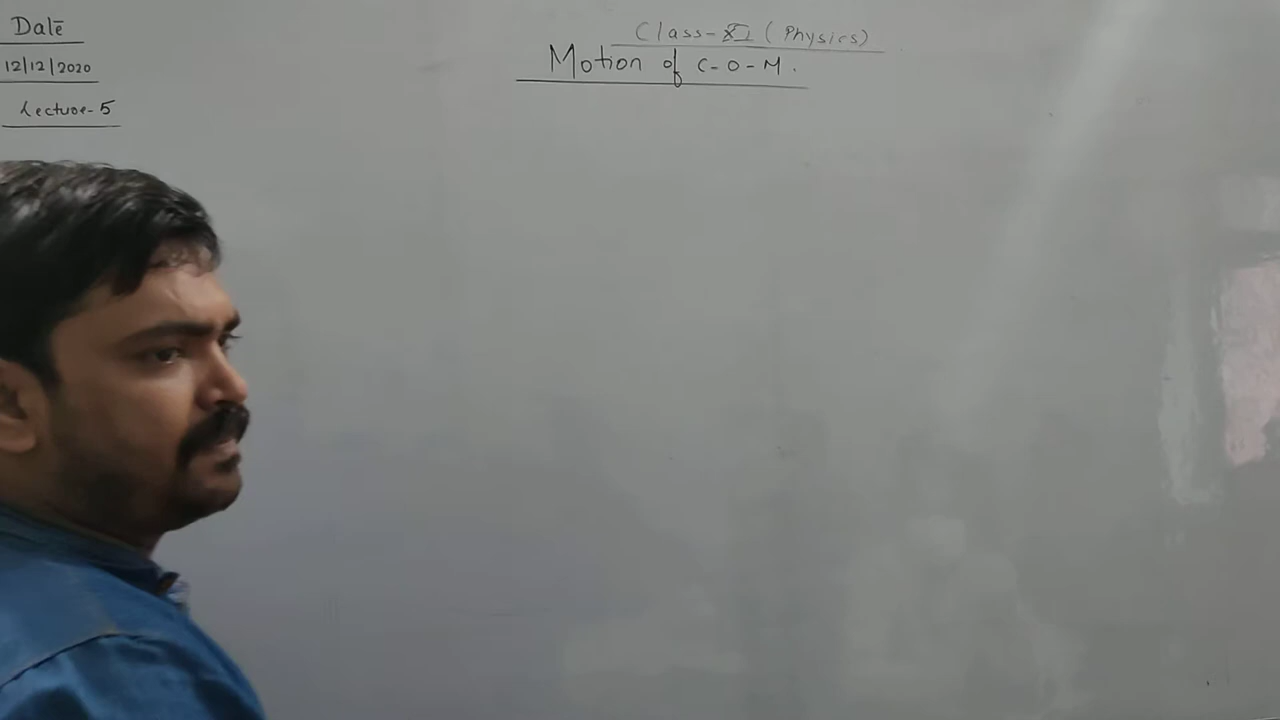 Date
12/12/2020
Lecture-5
Class-XI (Physics)
Motion of C-O-M.